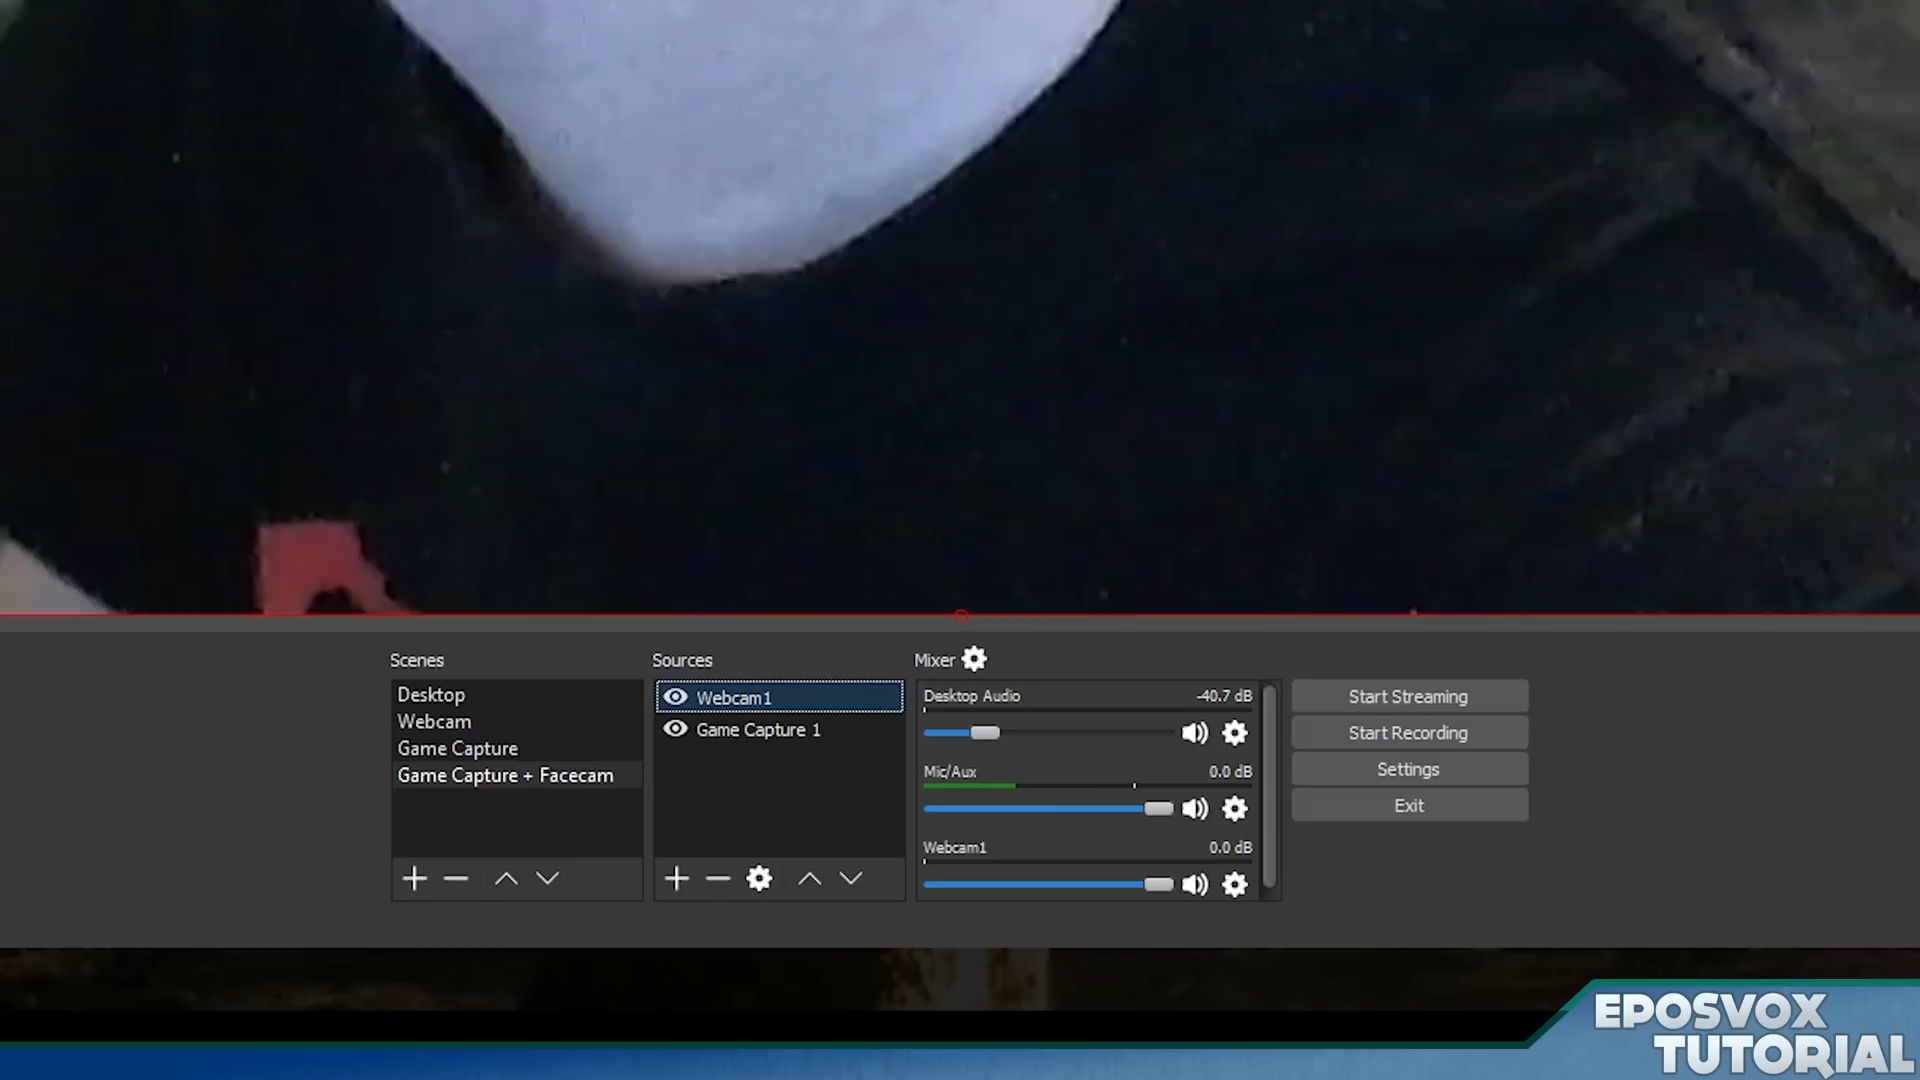 Scenes
Desktop
Webcam
Game Capture
Game Capture + Facecam
Sources
Webcam1
Game Capture 1
Mixer
Desktop Audio -40.7 dB
Mic/Aux 0.0 dB
Webcam1 0.0 dB
Start Streaming
Start Recording
Settings
Exit
EPOSVOX
TUTORIAL